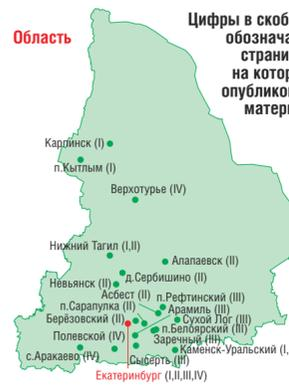 Область
Цифры в скоб
обознача
страни
на котор
опубликов
матери
Карпинск (I)
п.Кытлым (I)
Верхотурье (IV)
Нижний Тагил (I,II)
Алапаевск (II)
д.Сербишино (II)
Невьянск (II)
Асбест (II)
п.Рефтинский (III)
п.Сарапулка (II)
Арамиль (III)
Берёзовский (II)
Сухой Лог (III)
п.Белоярский (III)
Полевской (IV)
Заречный (III)
Каменск-Уральский (I,
с.Аракаево (IV)
Сысерть (III)
Екатеринбург (I,II,III,IV)